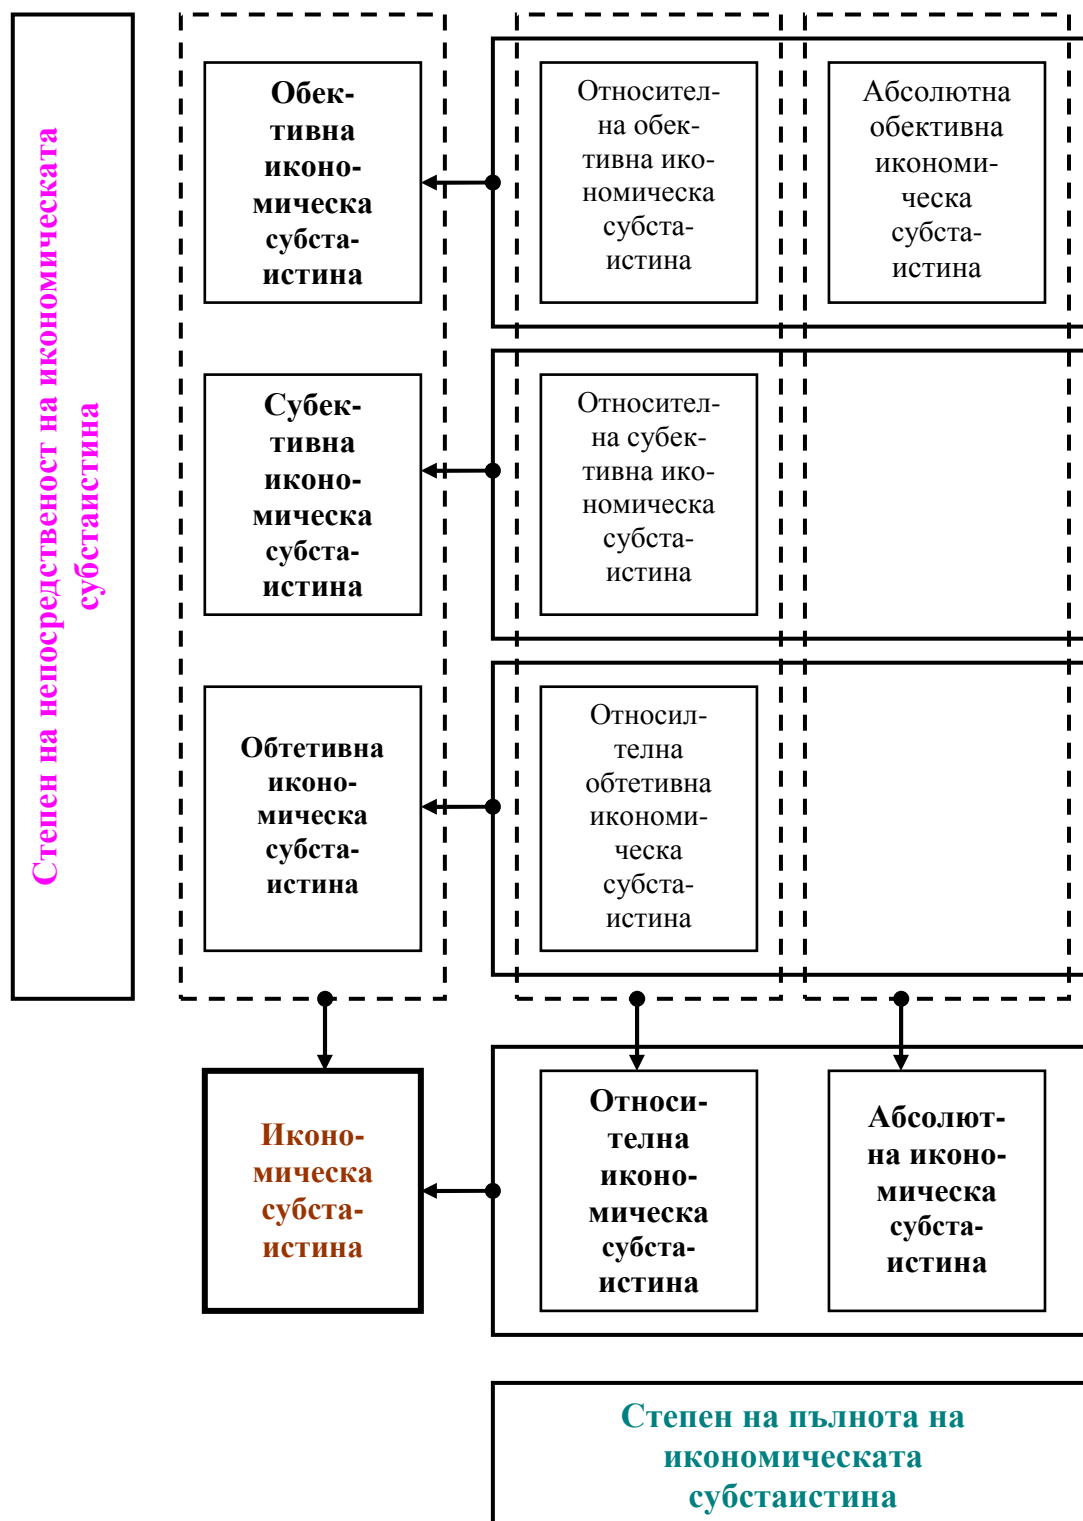 Степен на непосредственост на икономическата
субстаистина
Обек-
тивна
иконо-
мическа
субста-
истина
Относител-
на обек-
тивна ико-
номическа
субста-
истина
Абсолютна
обективна
икономи-
ческа
субста-
истина
Субек-
тивна
иконо-
мическа
субста-
истина
Относител-
на субек-
тивна ико-
номическа
субста-
истина
Обтетивна
иконо-
мическа
субста-
истина
Относил-
телна
обтетивна
икономи-
ческа
субста-
истина
Иконо-
мическа
субста-
истина
Относи-
телна
иконо-
мическа
субста-
истина
Абсолют-
на иконо-
мическа
субста-
истина
Степен на пълнота на
икономическата
субстаистина